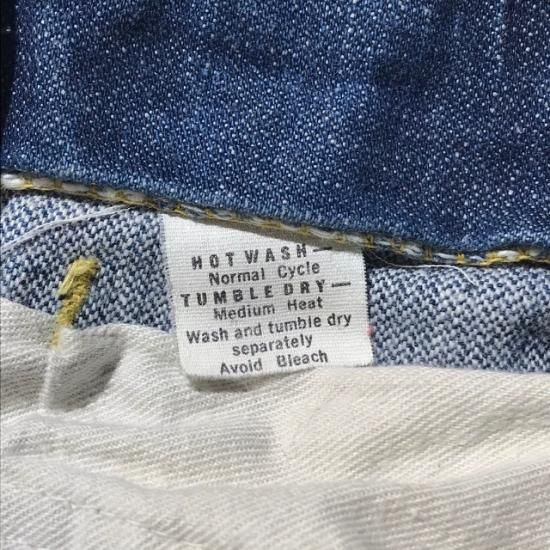 HOT WASH—
Normal Cycle
TUMBLE DRY—
Medium Heat
Wash and tumble dry
separately
Avoid Bleach